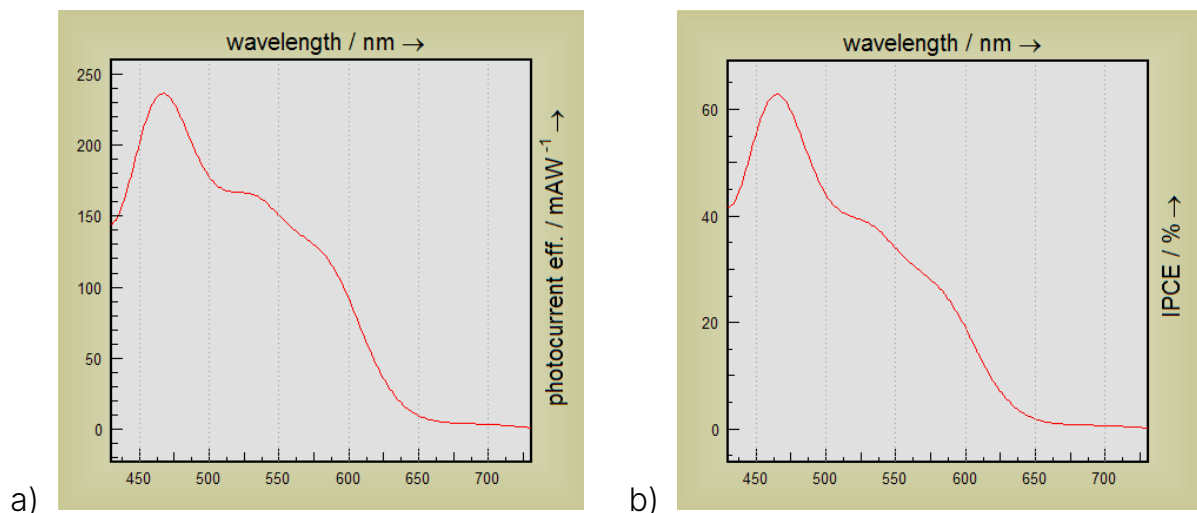 wavelength / nm →
250
200
150
100
50
0
450 500 550 600 650 700
photocurrent eff. / mAW⁻¹ →
a)
wavelength / nm →
60
40
20
0
450 500 550 600 650 700
IPCE / % →
b)